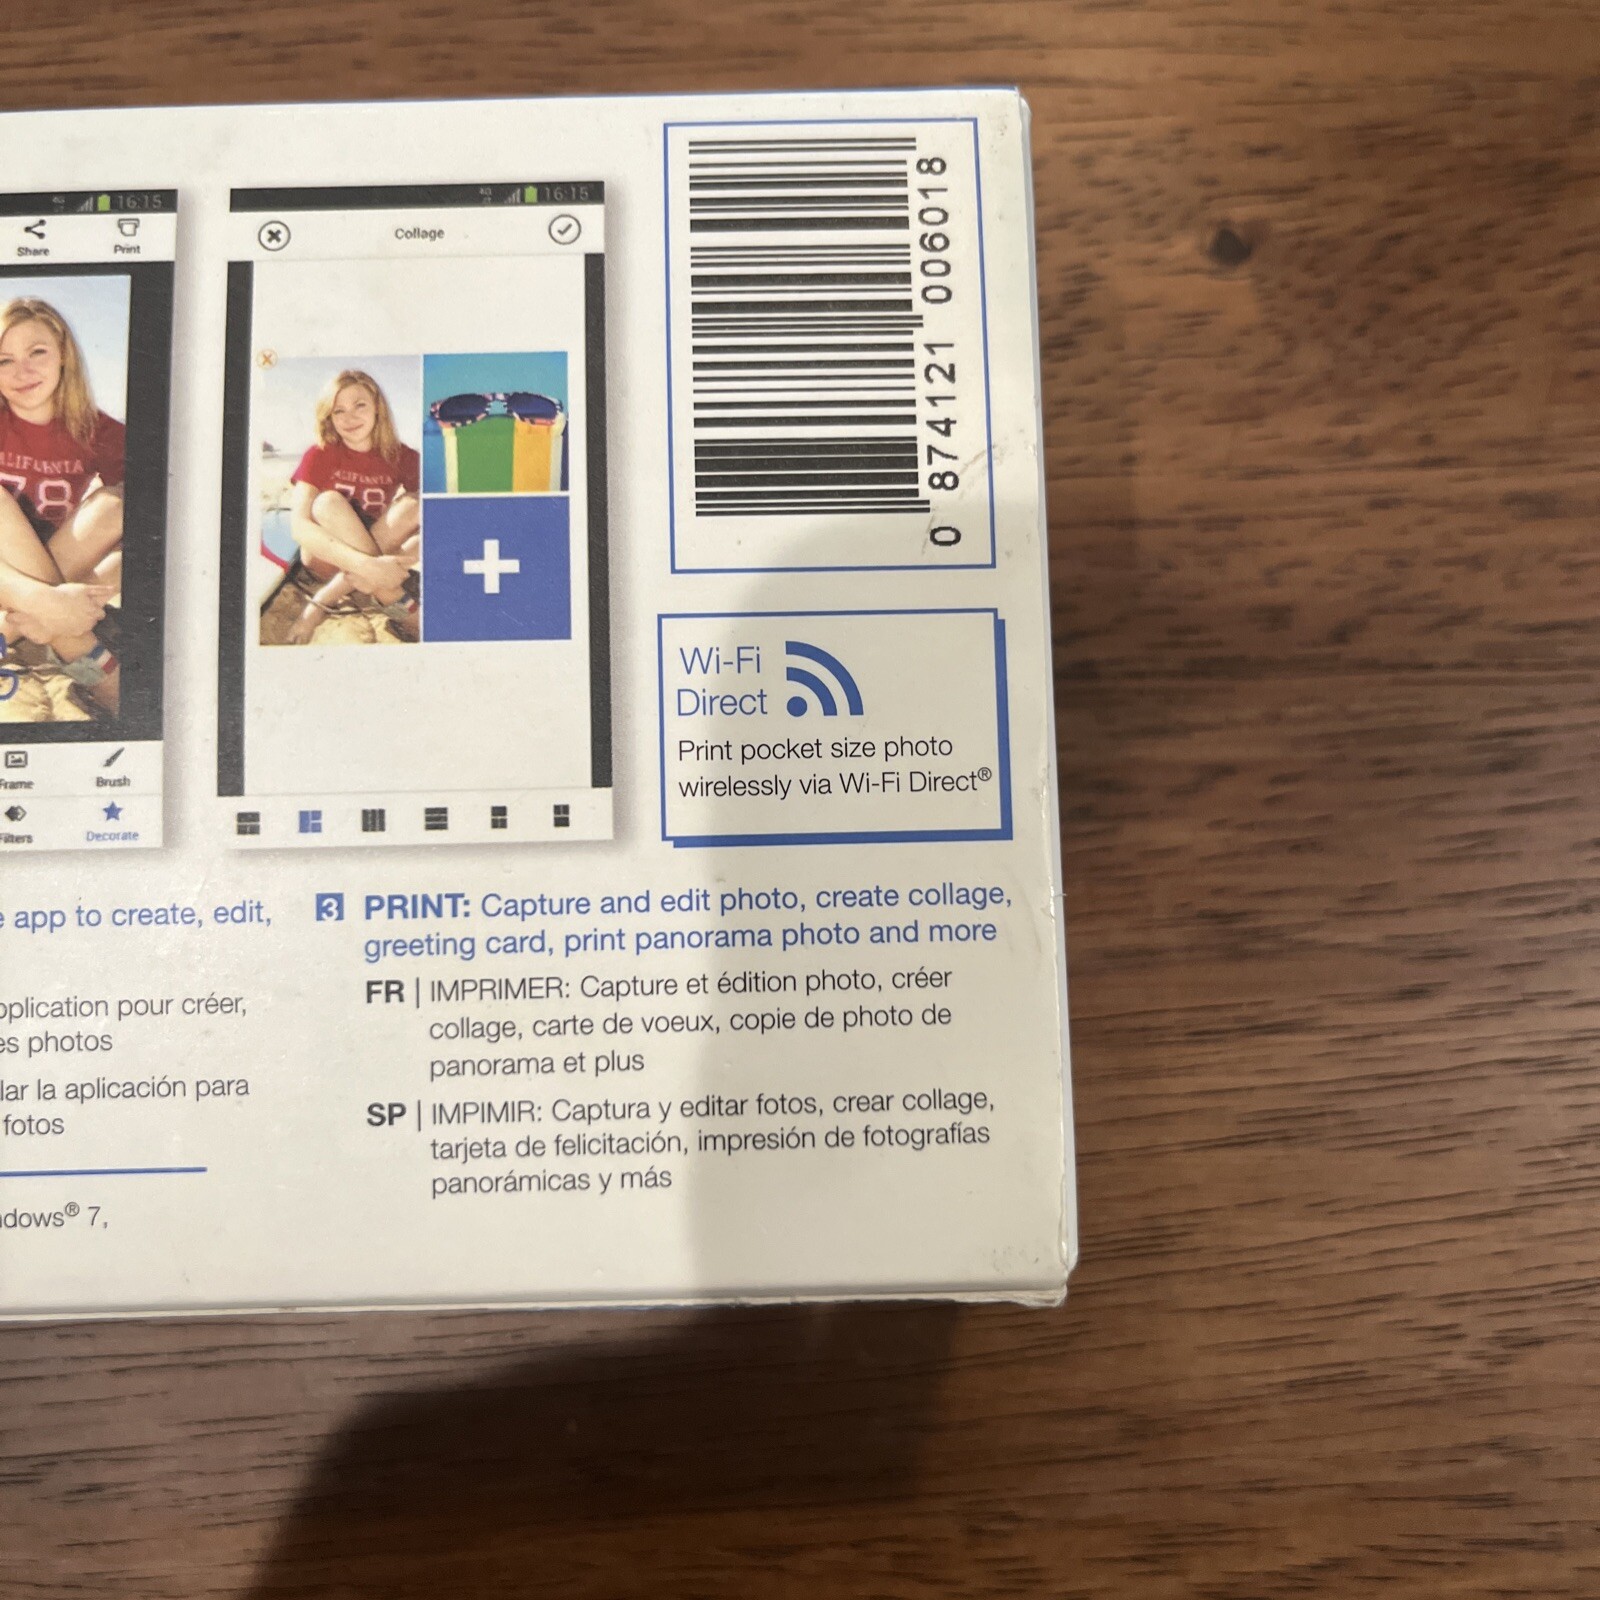 16:15
Share
Print
78
Frame
Brush
Filters
Decorate
16:15
Collage
78
0 874121 006018
Wi-Fi
Direct
Print pocket size photo
wirelessly via Wi-Fi Direct®
app to create, edit,
pour créer,
photos
la aplicación para
fotos
7,
3 PRINT: Capture and edit photo, create collage,
greeting card, print panorama photo and more
FR | IMPRIMER: Capture et édition photo, créer
collage, carte de voeux, copie de photo de
panorama et plus
SP | IMPIMIR: Captura y editar fotos, crear collage,
tarjeta de felicitación, impresión de fotografías
panorámicas y más